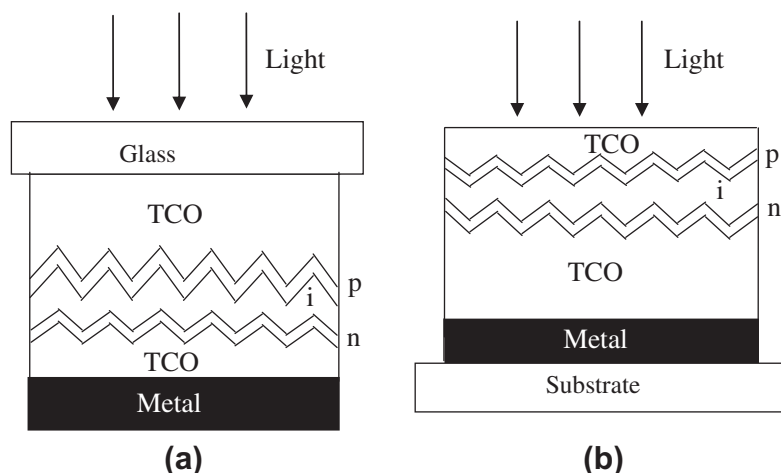 Light
Glass
TCO
p
i
n
TCO
Metal
(a)
Light
TCO
p
i
n
TCO
Metal
Substrate
(b)